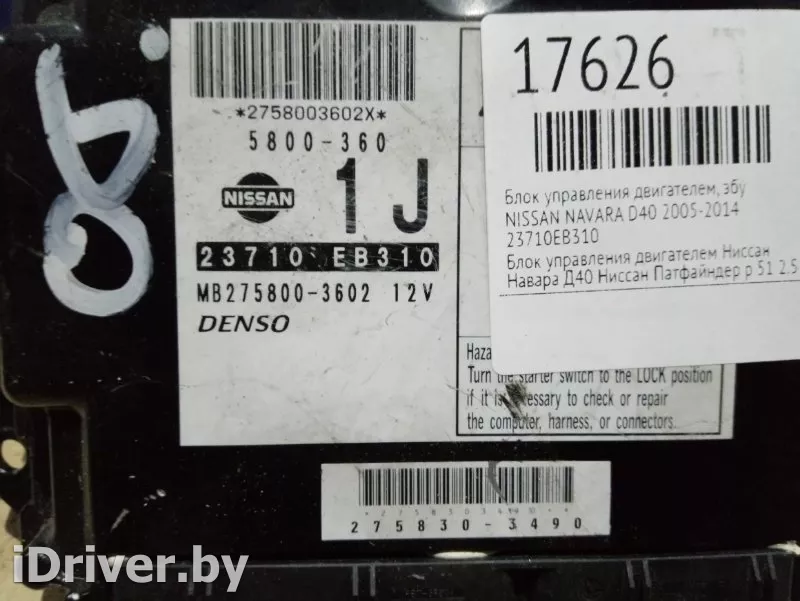 90
*2758003602X*
5800-360
NISSAN
1J
23710 EB310
MB275800-3602 12V
DENSO
17626
Блок управления двигателем, эбу
NISSAN NAVARA D40 2005-2014
23710EB310
Блок управления двигателем Ниссан
Навара Д40 Ниссан Патфайндер р 51 2.5
Turn the starter switch to the LOCK position
if it is necessary to check or repair
the computer, harness, or connectors.
275830-3490
iDriver.by